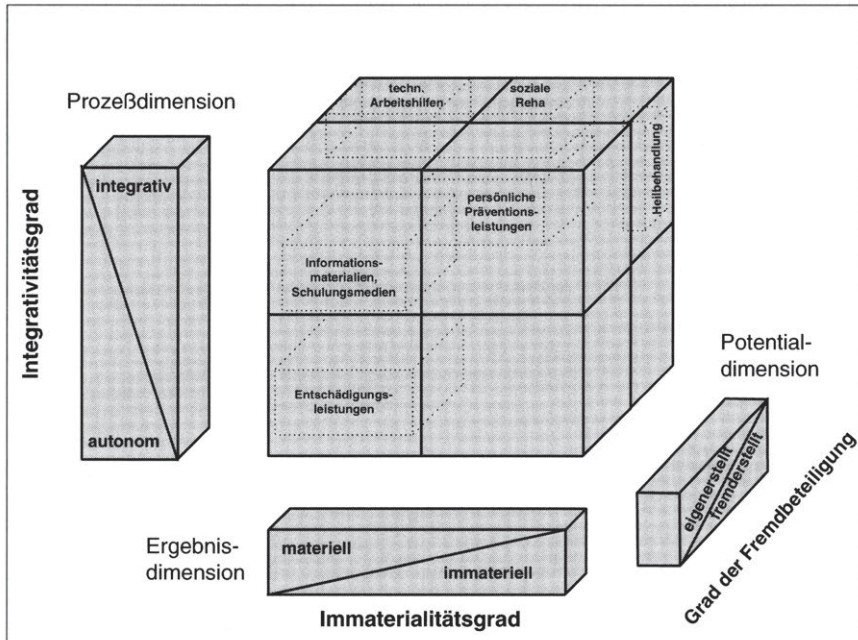 Prozeßdimension
Integrativitätsgrad
integrativ
autonom
techn.
Arbeitshilfen
soziale
Reha
Heilbehandlung
persönliche
Präventions-
leistungen
Informations-
materialien,
Schulungsmedien
Entschädigungs-
leistungen
Potential-
dimension
eigenerstellt
fremderstellt
Grad der Fremdbeteiligung
Ergebnis-
dimension
materiell
immateriell
Immaterialitätsgrad